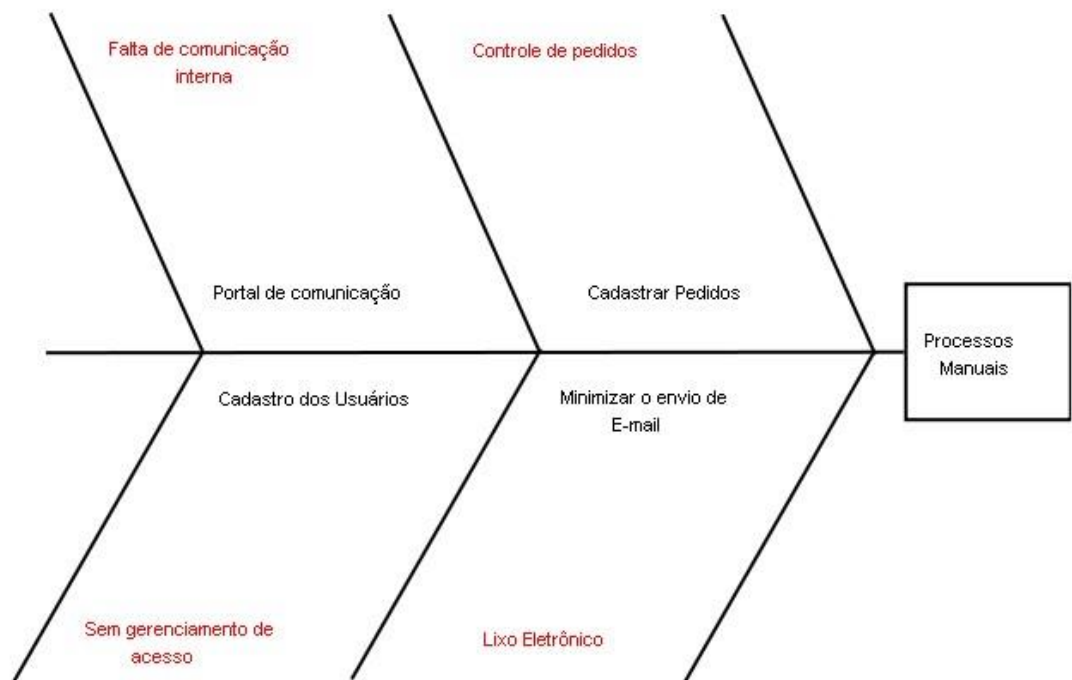 Falta de comunicação
interna
Controle de pedidos
Portal de comunicação
Cadastrar Pedidos
Processos
Manuais
Cadastro dos Usuários
Minimizar o envio de
E-mail
Sem gerenciamento de
acesso
Lixo Eletrônico